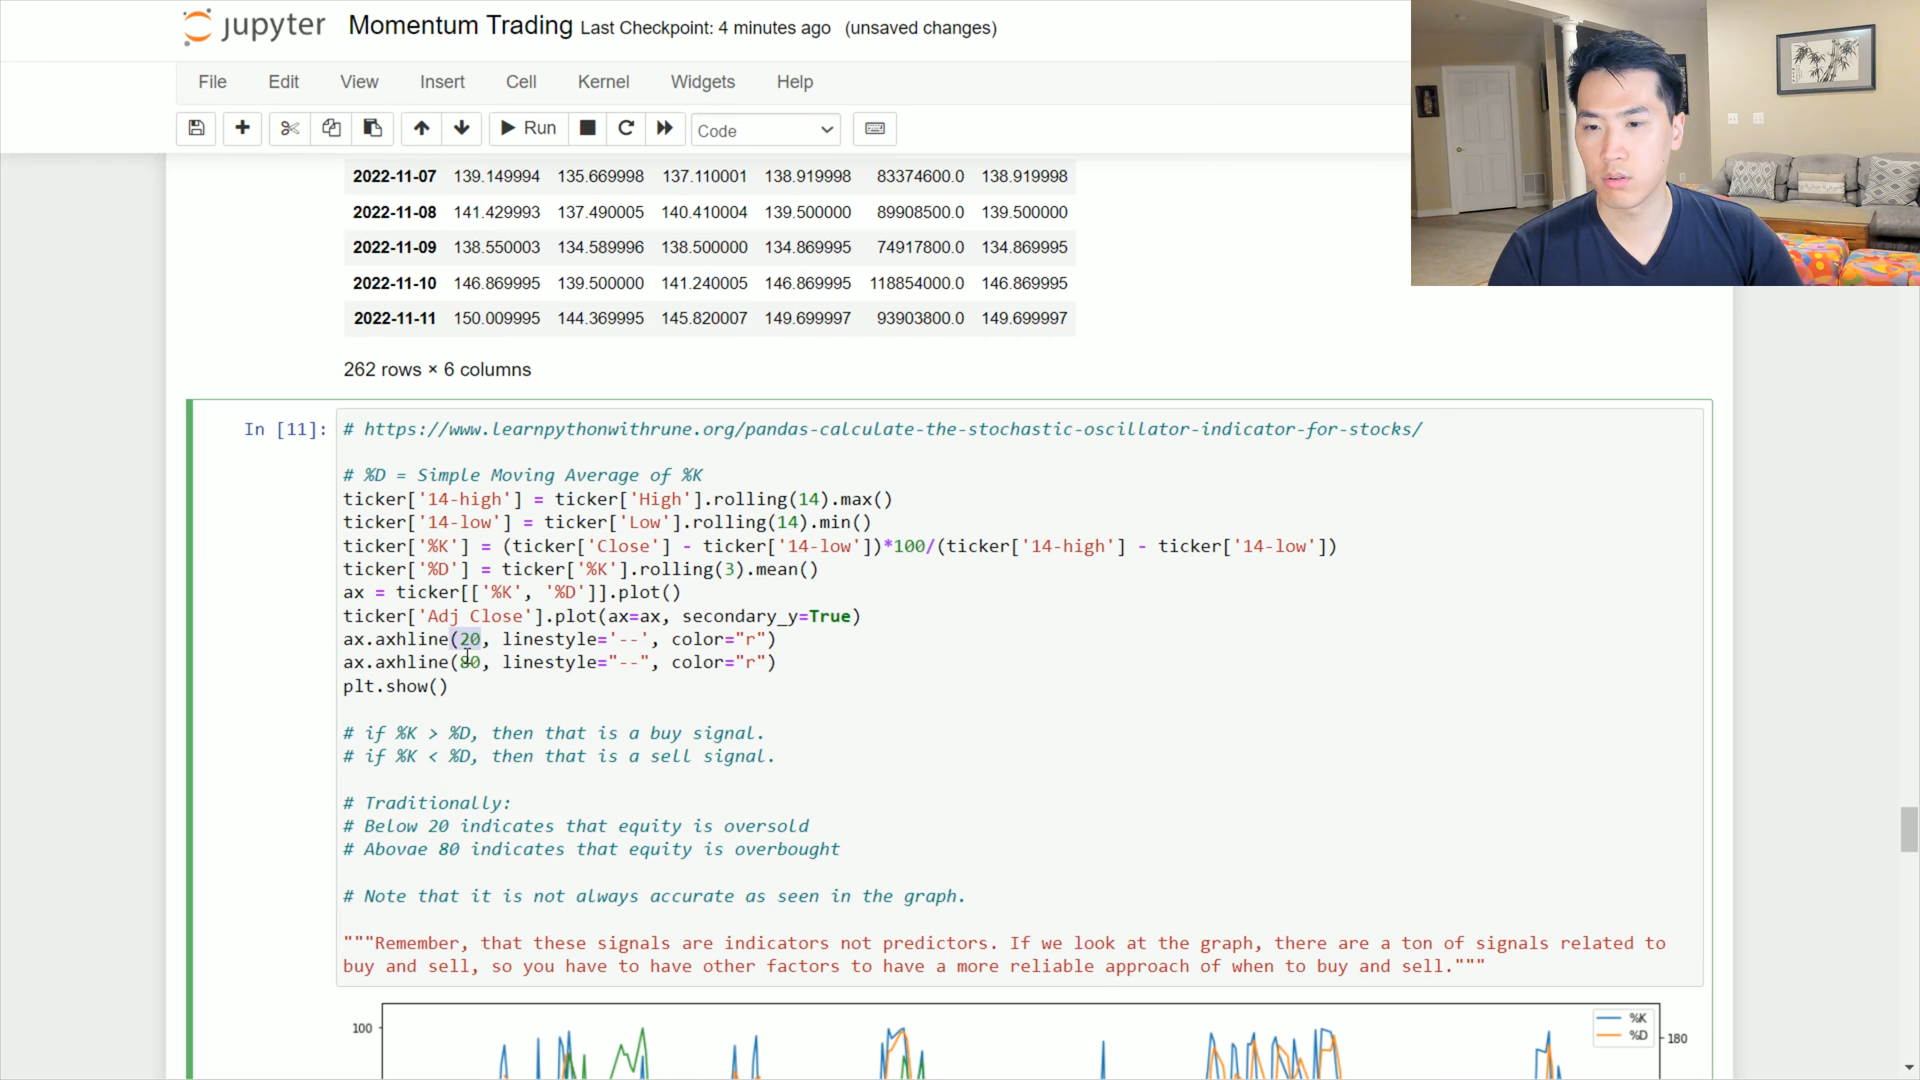 jupyter Momentum Trading Last Checkpoint: 4 minutes ago (unsaved changes)
File Edit View Insert Cell Kernel Widgets Help
Run Code
2022-11-07 139.149994 135.669998 137.110001 138.919998 83374600.0 138.919998
2022-11-08 141.429993 137.490005 140.410004 139.500000 89908500.0 139.500000
2022-11-09 138.550003 134.589996 138.500000 134.869995 74917800.0 134.869995
2022-11-10 146.869995 139.500000 141.240005 146.869995 118854000.0 146.869995
2022-11-11 150.009995 144.369995 145.820007 149.699997 93903800.0 149.699997
262 rows × 6 columns
In [11]: # https://www.learnpythonwithrune.org/pandas-calculate-the-stochastic-oscillator-indicator-for-stocks/
# %D = Simple Moving Average of %K
ticker['14-high'] = ticker['High'].rolling(14).max()
ticker['14-low'] = ticker['Low'].rolling(14).min()
ticker['%K'] = (ticker['Close'] - ticker['14-low'])*100/(ticker['14-high'] - ticker['14-low'])
ticker['%D'] = ticker['%K'].rolling(3).mean()
ax = ticker[['%K', '%D']].plot()
ticker['Adj Close'].plot(ax=ax, secondary_y=True)
ax.axhline(20, linestyle='--', color="r")
ax.axhline(80, linestyle="--", color="r")
plt.show()
# if %K > %D, then that is a buy signal.
# if %K < %D, then that is a sell signal.
# Traditionally:
# Below 20 indicates that equity is oversold
# Abovae 80 indicates that equity is overbought
# Note that it is not always accurate as seen in the graph.
"""Remember, that these signals are indicators not predictors. If we look at the graph, there are a ton of signals related to
buy and sell, so you have to have other factors to have a more reliable approach of when to buy and sell."""
100
%K
%D
180